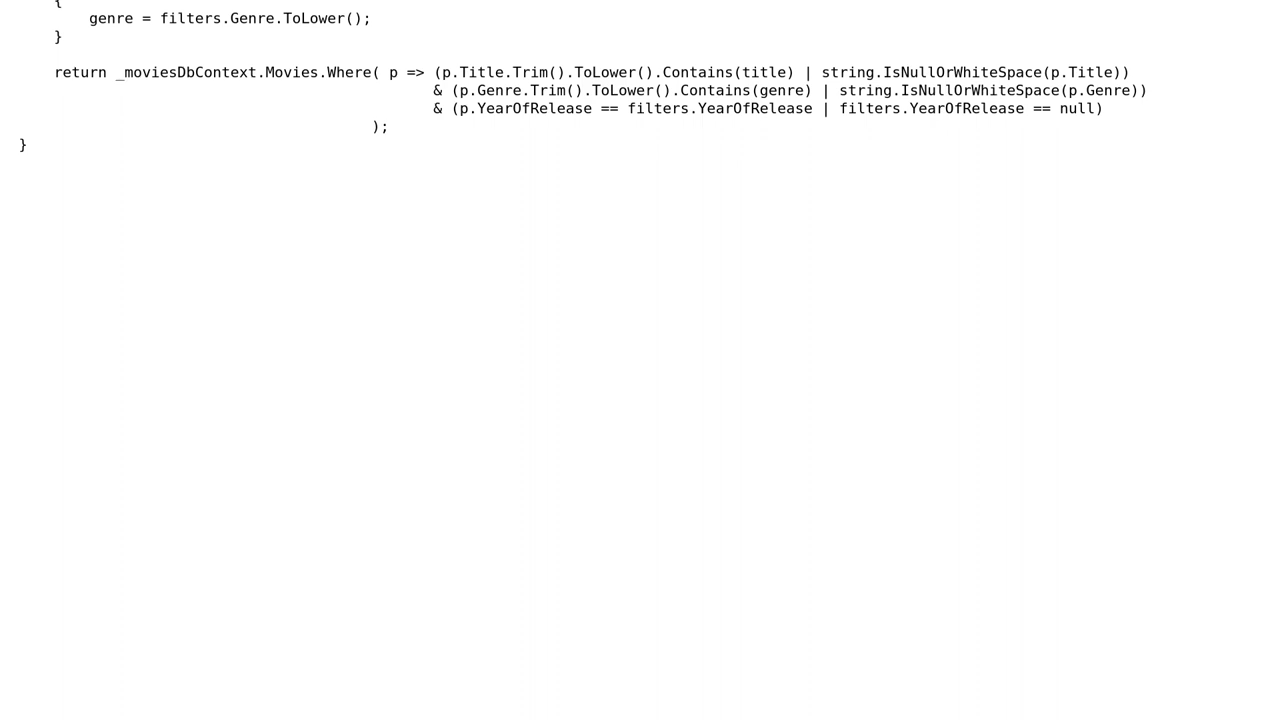 {
genre = filters.Genre.ToLower();
}
return _moviesDbContext.Movies.Where( p => (p.Title.Trim().ToLower().Contains(title) | string.IsNullOrWhiteSpace(p.Title))
& (p.Genre.Trim().ToLower().Contains(genre) | string.IsNullOrWhiteSpace(p.Genre))
& (p.YearOfRelease == filters.YearOfRelease | filters.YearOfRelease == null)
);
}